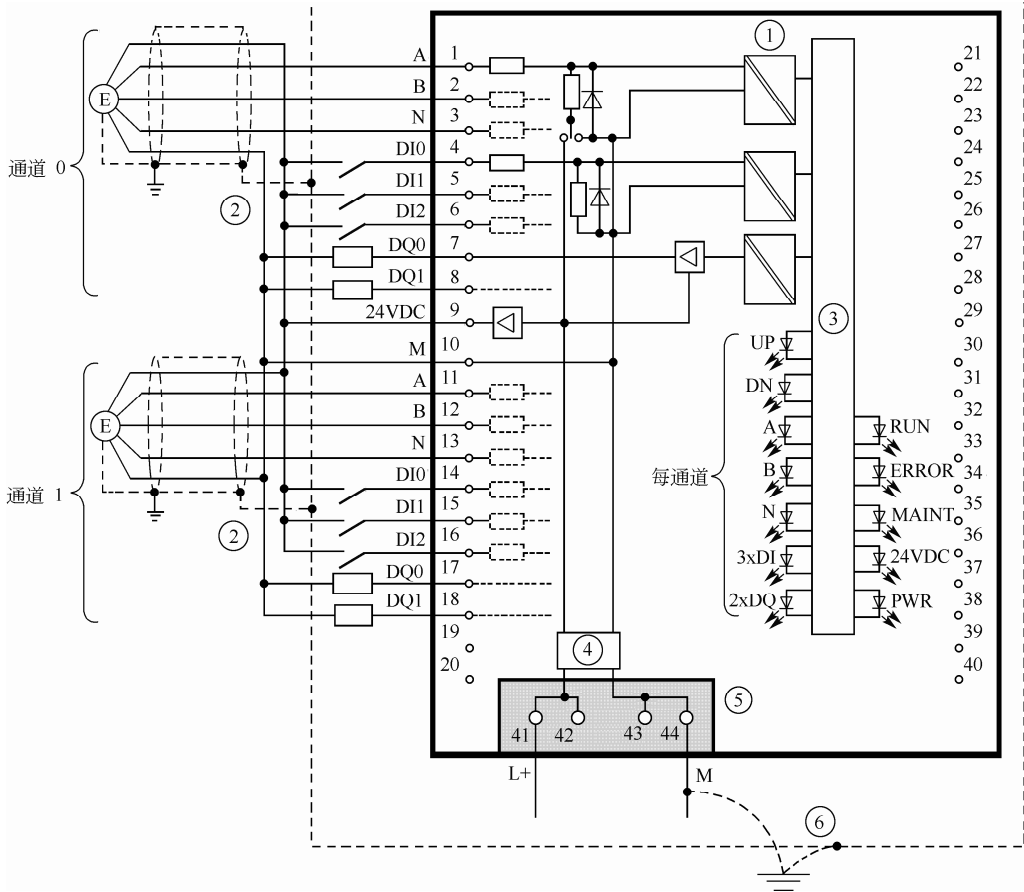 通道 0
E
②
A
B
N
DI0
DI1
DI2
DQ0
DQ1
24VDC
M
1
2
3
4
5
6
7
8
9
10
通道 1
E
②
A
B
N
DI0
DI1
DI2
DQ0
DQ1
11
12
13
14
15
16
17
18
19
20
①
③
每通道
UP
DN
A
B
N
3xDI
2xDQ
RUN
ERROR
MAINT
24VDC
PWR
21
22
23
24
25
26
27
28
29
30
31
32
33
34
35
36
37
38
39
40
④
⑤
41
42
43
44
L+
M
⑥